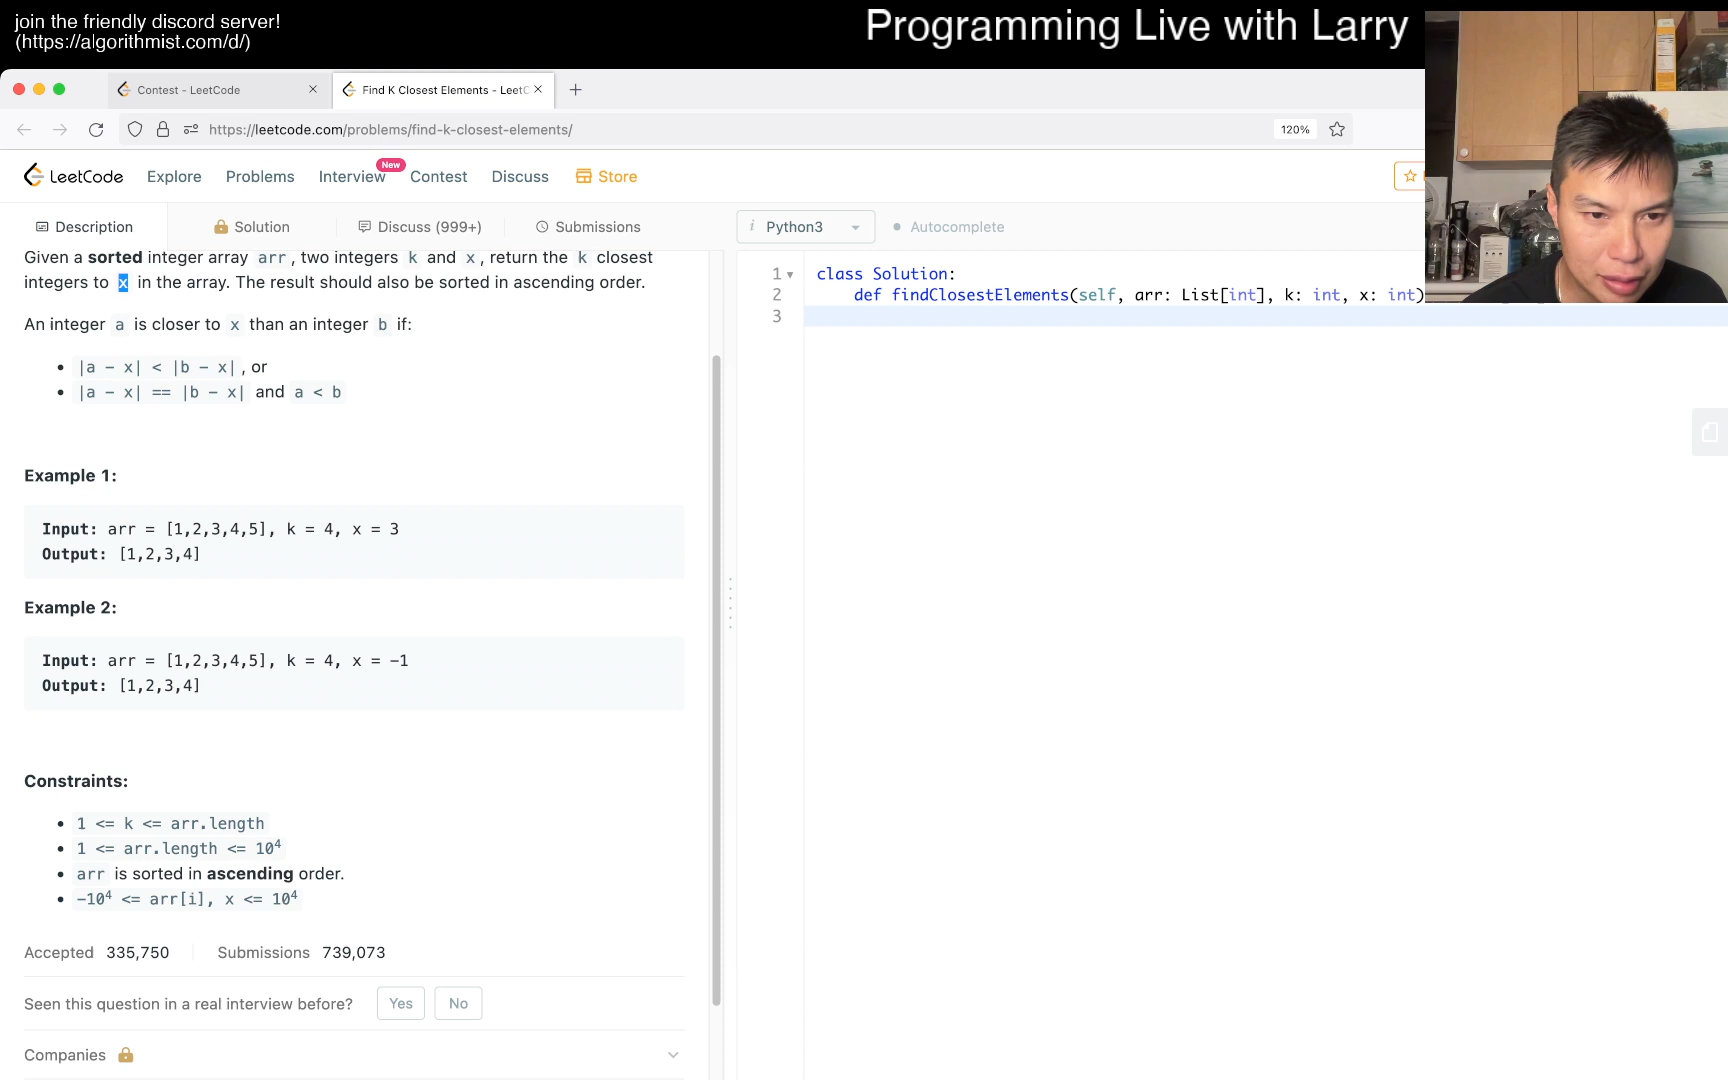 join the friendly discord server!
(https://algorithmist.com/d/)
Programming Live with Larry
Contest - LeetCode
Find K Closest Elements - LeetC
https://leetcode.com/problems/find-k-closest-elements/
120%
LeetCode
Explore
Problems
Interview
New
Contest
Discuss
Store
Description
Solution
Discuss (999+)
Submissions
i Python3
Autocomplete
Given a sorted integer array arr, two integers k and x, return the k closest
integers to x in the array. The result should also be sorted in ascending order.
An integer a is closer to x than an integer b if:
|a - x| < |b - x|, or
|a - x| == |b - x| and a < b
Example 1:
Input: arr = [1,2,3,4,5], k = 4, x = 3
Output: [1,2,3,4]
Example 2:
Input: arr = [1,2,3,4,5], k = 4, x = -1
Output: [1,2,3,4]
Constraints:
1 <= k <= arr.length
1 <= arr.length <= 10⁴
arr is sorted in ascending order.
-10⁴ <= arr[i], x <= 10⁴
Accepted 335,750 Submissions 739,073
Seen this question in a real interview before? Yes No
Companies
1 class Solution:
2 def findClosestElements(self, arr: List[int], k: int, x: int)
3